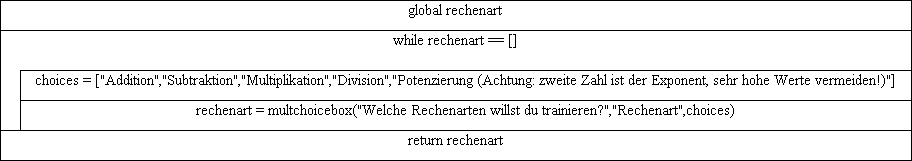 global rechenart
while rechenart == []
choices = ["Addition","Subtraktion","Multiplikation","Division","Potenzierung (Achtung: zweite Zahl ist der Exponent, sehr hohe Werte vermeiden!)"]
rechenart = multchoicebox("Welche Rechenarten willst du trainieren?","Rechenart",choices)
return rechenart